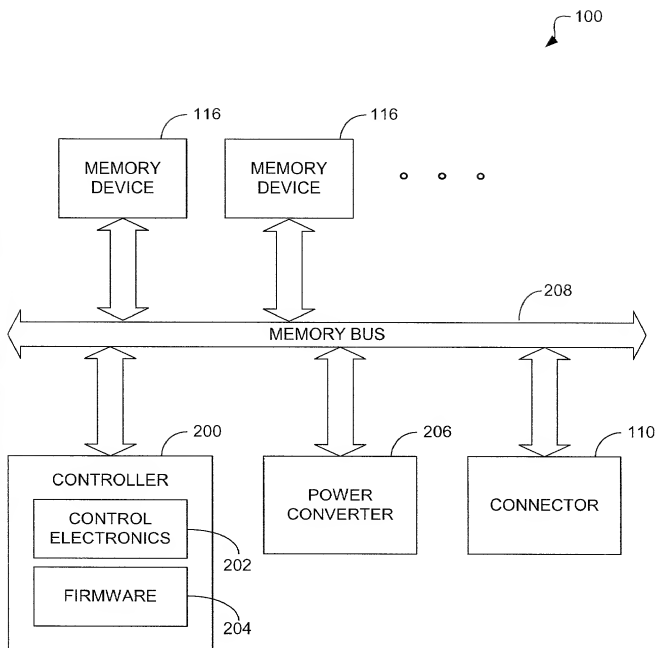 100
116
116
MEMORY
DEVICE
MEMORY
DEVICE
208
MEMORY BUS
200
206
110
CONTROLLER
CONTROL
ELECTRONICS
202
FIRMWARE
204
POWER
CONVERTER
CONNECTOR